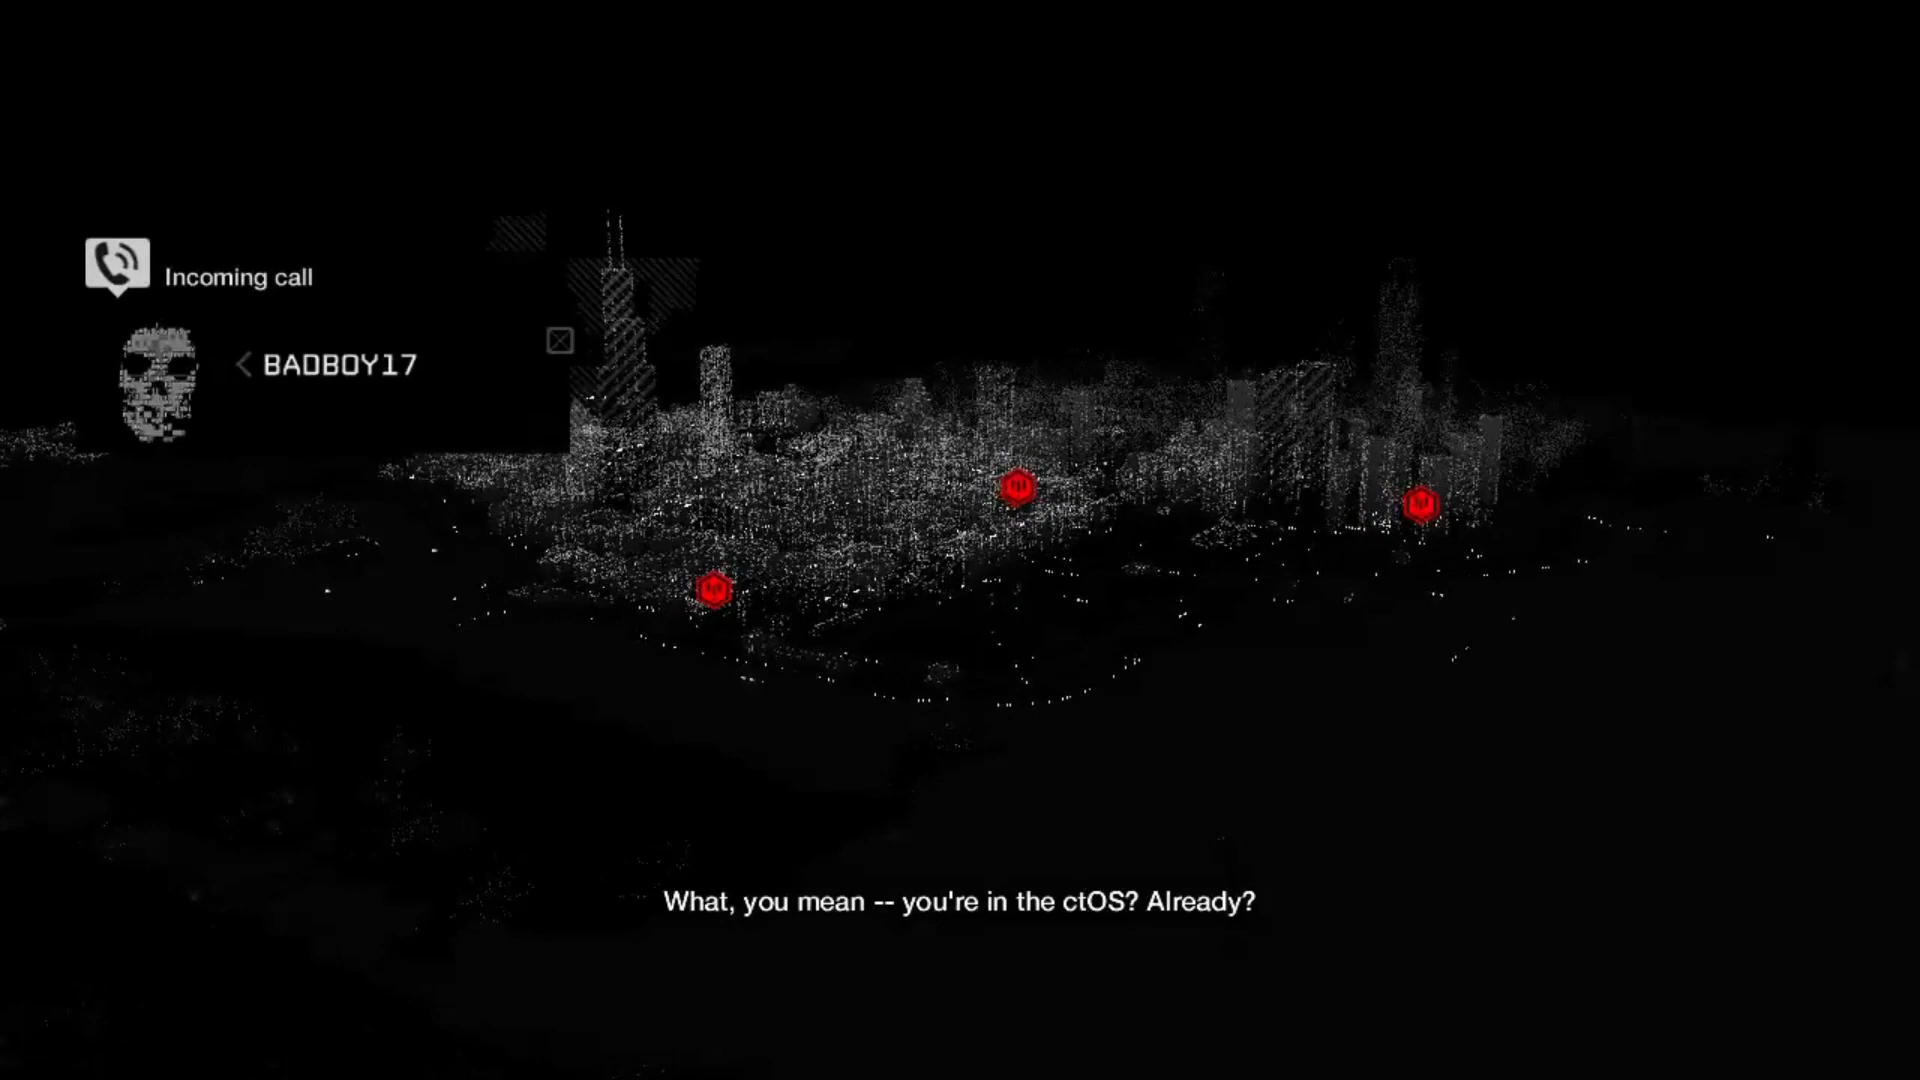 Incoming call
BADBOY17
What, you mean -- you're in the ctOS? Already?